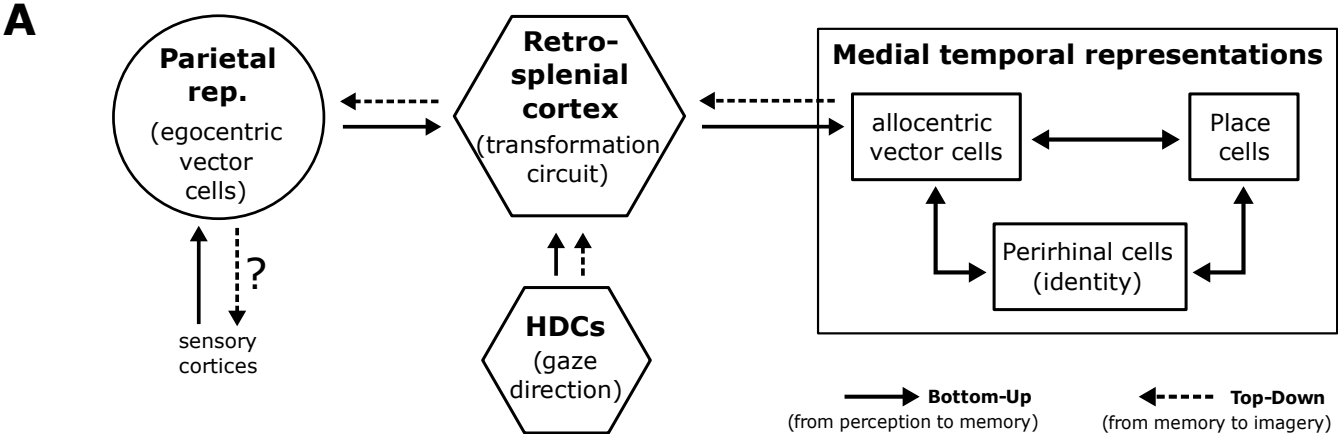 A
Parietal
rep.
(egocentric
vector
cells)
?
sensory
cortices
Retro-
splenial
cortex
(transformation
circuit)
HDCs
(gaze
direction)
Medial temporal representations
allocentric
vector cells
Place
cells
Perirhinal cells
(identity)
Bottom-Up
(from perception to memory)
Top-Down
(from memory to imagery)